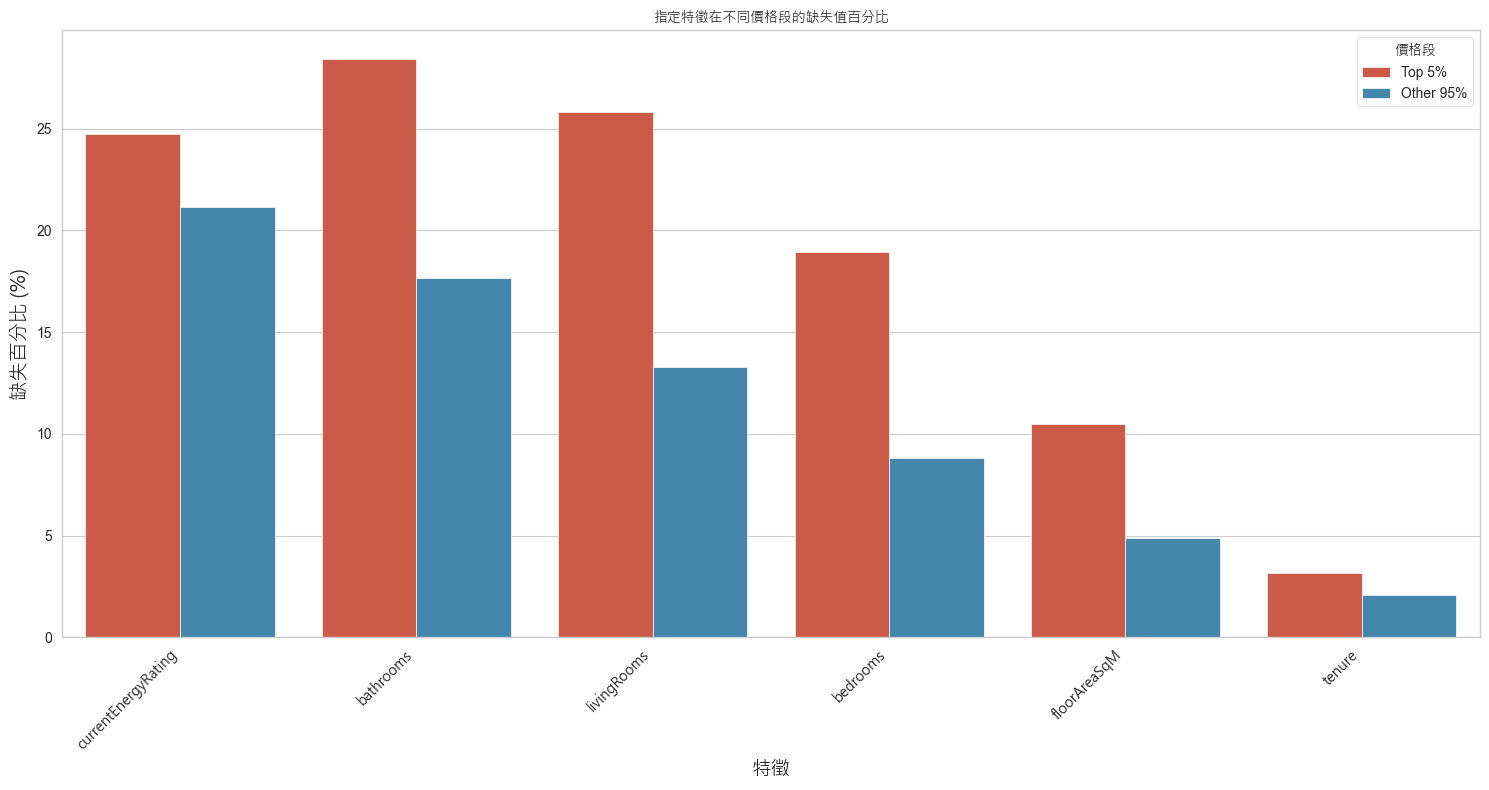 指定特徵在不同價格段的缺失值百分比
價格段
Top 5%
Other 95%
缺失百分比 (%)
25
20
15
10
5
0
currentEnergyRating
bathrooms
livingRooms
bedrooms
floorAreaSqM
tenure
特徵